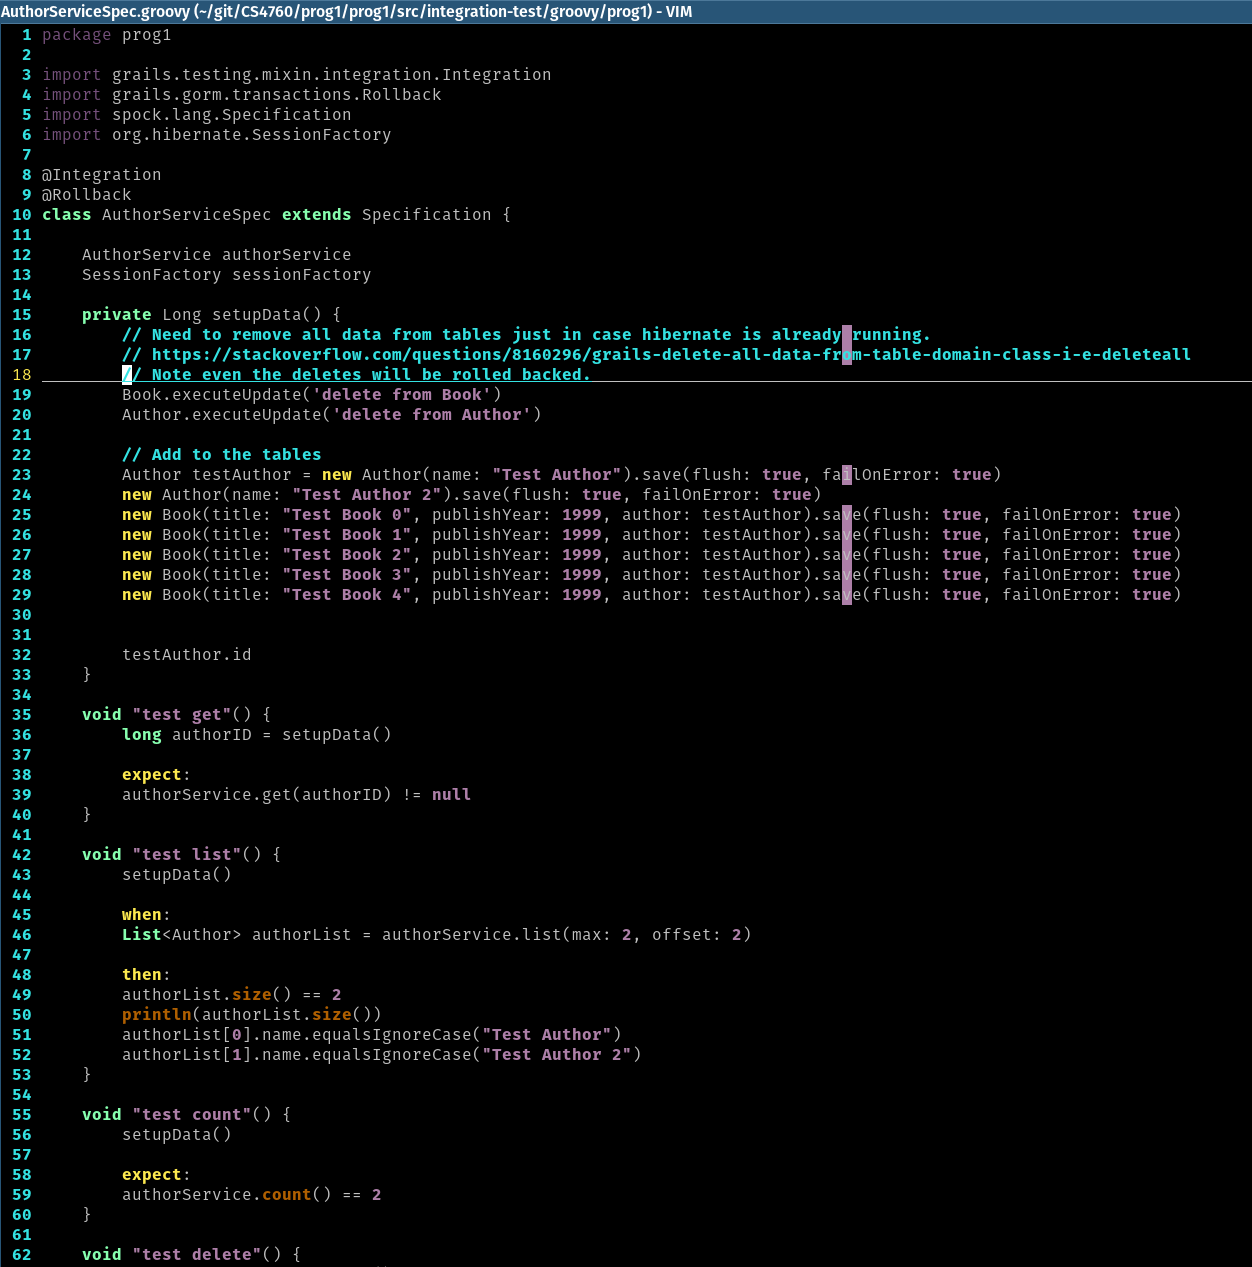 AuthorServiceSpec.groovy (~/git/CS4760/prog1/prog1/src/integration-test/groovy/prog1) - VIM
1 package prog1
2
3 import grails.testing.mixin.integration.Integration
4 import grails.gorm.transactions.Rollback
5 import spock.lang.Specification
6 import org.hibernate.SessionFactory
7
8 @Integration
9 @Rollback
10 class AuthorServiceSpec extends Specification {
11
12     AuthorService authorService
13     SessionFactory sessionFactory
14
15     private Long setupData() {
16         // Need to remove all data from tables just in case hibernate is already running.
17         // https://stackoverflow.com/questions/8160296/grails-delete-all-data-from-table-domain-class-i-e-deleteall
18         // Note even the deletes will be rolled backed.
19         Book.executeUpdate('delete from Book')
20         Author.executeUpdate('delete from Author')
21
22         // Add to the tables
23         Author testAuthor = new Author(name: "Test Author").save(flush: true, failOnError: true)
24         new Author(name: "Test Author 2").save(flush: true, failOnError: true)
25         new Book(title: "Test Book 0", publishYear: 1999, author: testAuthor).save(flush: true, failOnError: true)
26         new Book(title: "Test Book 1", publishYear: 1999, author: testAuthor).save(flush: true, failOnError: true)
27         new Book(title: "Test Book 2", publishYear: 1999, author: testAuthor).save(flush: true, failOnError: true)
28         new Book(title: "Test Book 3", publishYear: 1999, author: testAuthor).save(flush: true, failOnError: true)
29         new Book(title: "Test Book 4", publishYear: 1999, author: testAuthor).save(flush: true, failOnError: true)
30
31
32         testAuthor.id
33     }
34
35     void "test get"() {
36         long authorID = setupData()
37
38         expect:
39         authorService.get(authorID) != null
40     }
41
42     void "test list"() {
43         setupData()
44
45         when:
46         List<Author> authorList = authorService.list(max: 2, offset: 2)
47
48         then:
49         authorList.size() == 2
50         println(authorList.size())
51         authorList[0].name.equalsIgnoreCase("Test Author")
52         authorList[1].name.equalsIgnoreCase("Test Author 2")
53     }
54
55     void "test count"() {
56         setupData()
57
58         expect:
59         authorService.count() == 2
60     }
61
62     void "test delete"() {